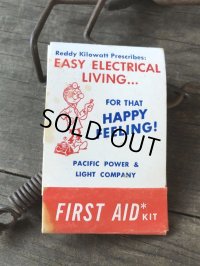 Reddy Kilowatt Prescribes:
EASY ELECTRICAL
LIVING...
FOR THAT
HAPPY
FEELING!
SOLD OUT
PACIFIC POWER &
LIGHT COMPANY
FIRST AID* KIT